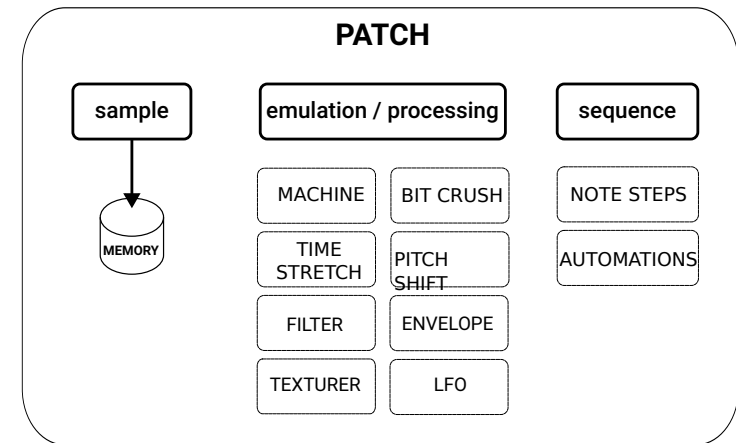 PATCH
sample
emulation / processing
sequence
MEMORY
MACHINE
BIT CRUSH
TIME
STRETCH
PITCH
SHIFT
FILTER
ENVELOPE
TEXTURER
LFO
NOTE STEPS
AUTOMATIONS